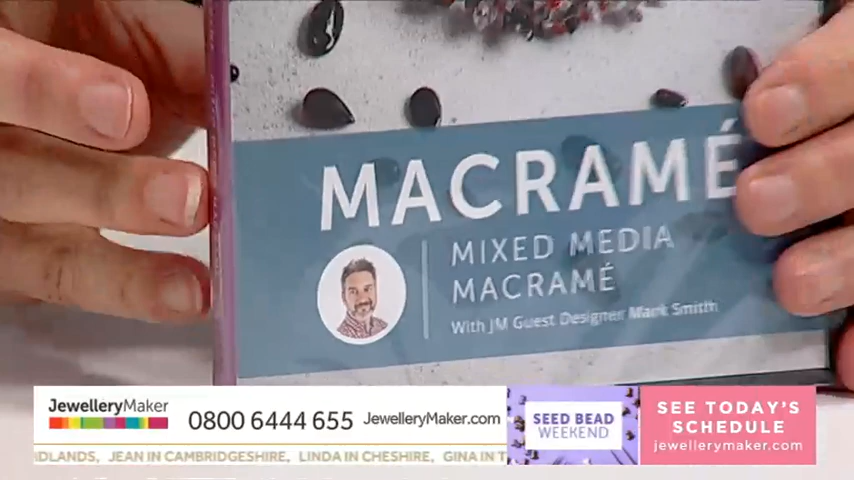 MACRAMÉ
MIXED MEDIA
MACRAMÉ
With JM Guest Designer Mark Smith
JewelleryMaker
0800 6444 655
JewelleryMaker.com
SEED BEAD
WEEKEND
SEE TODAY'S
SCHEDULE
jewellerymaker.com
IDLANDS, JEAN IN CAMBRIDGESHIRE, LINDA IN CHESHIRE, GINA IN T